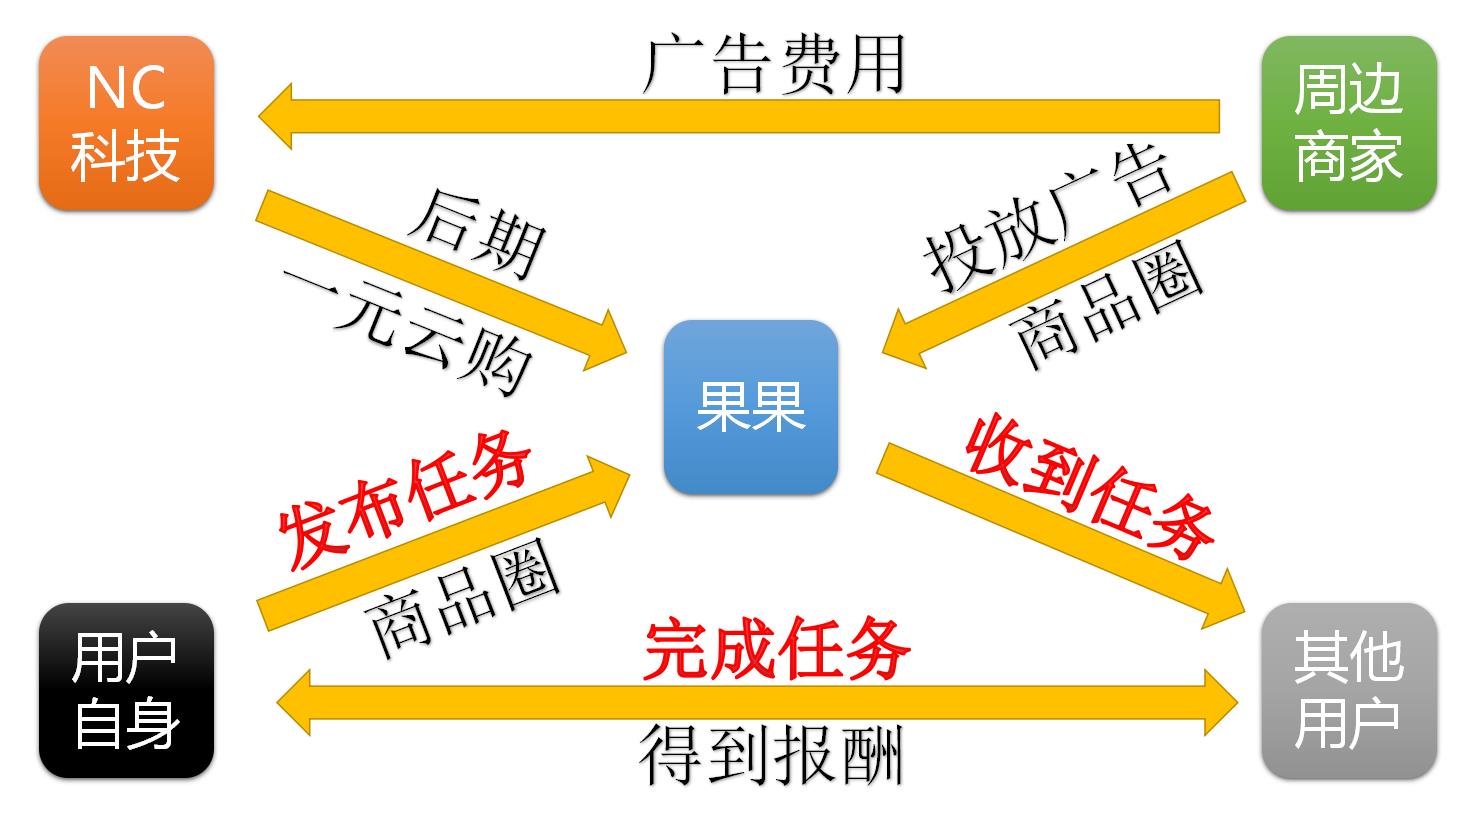 NC
科技
广告费用
周边
商家
后期
一元云购
投放广告
商品圈
果果
发布任务
商品圈
收到任务
用户
自身
完成任务
得到报酬
其他
用户